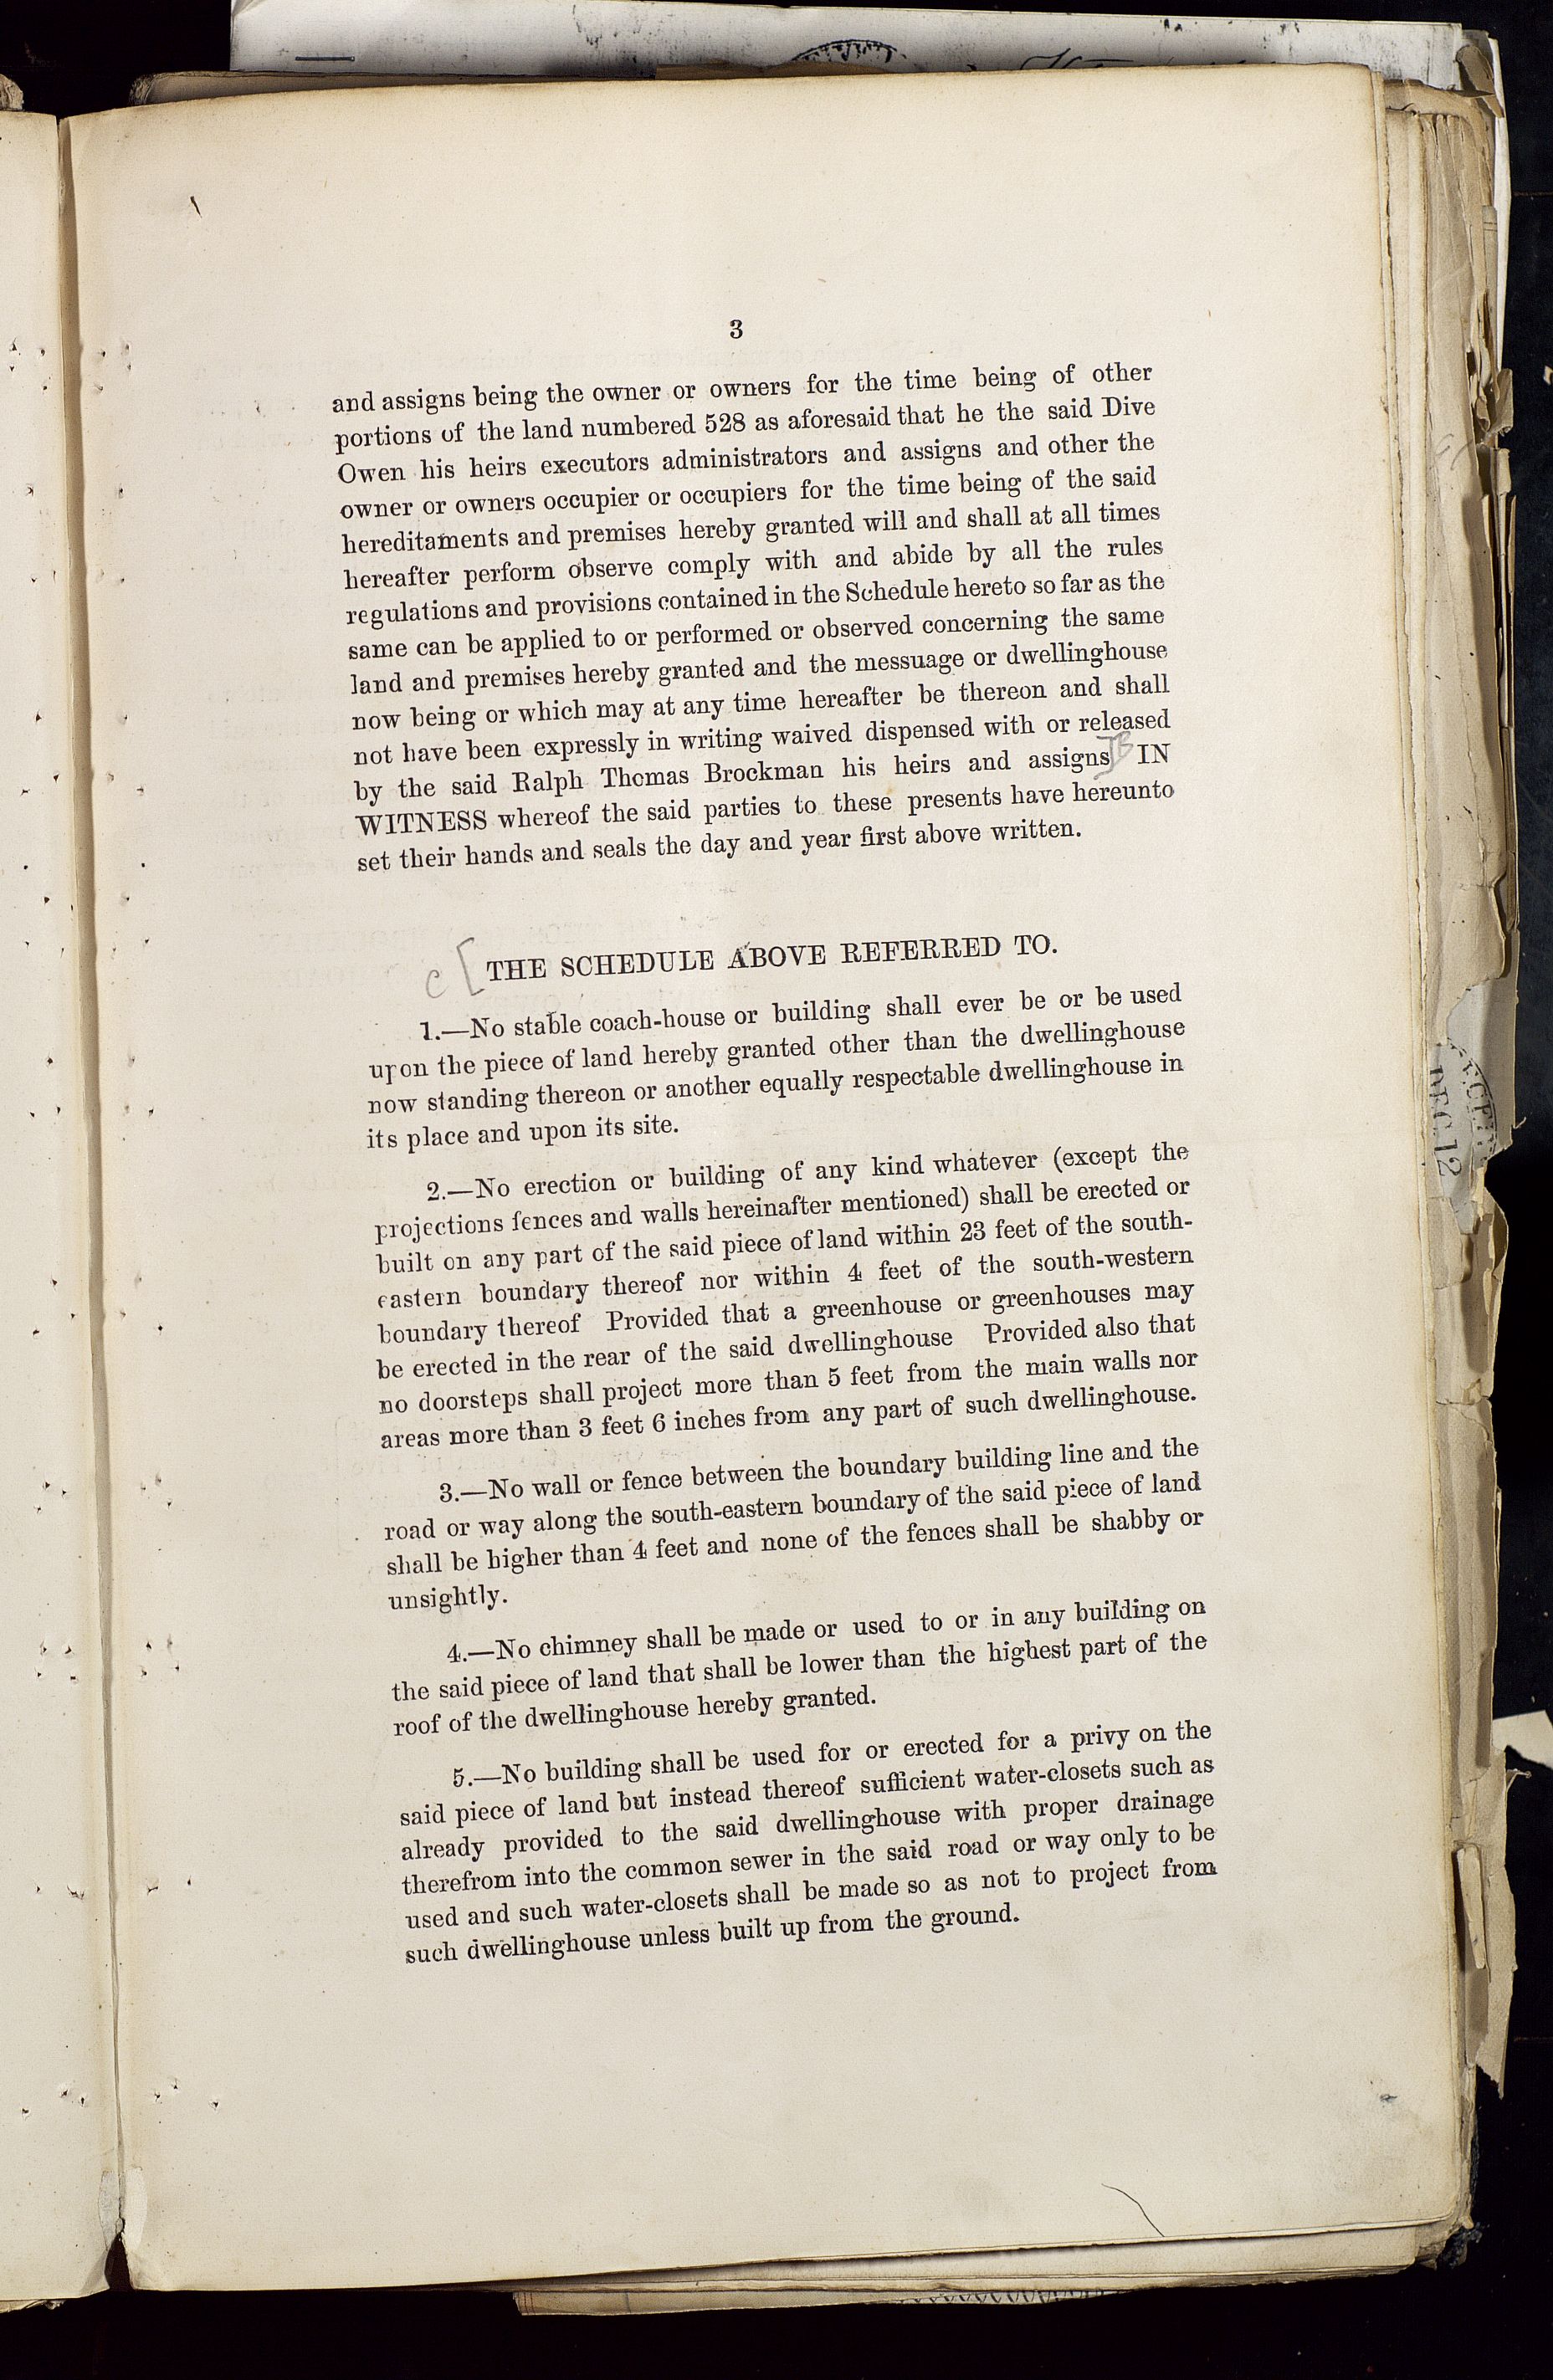 3
and assigns being the owner or owners for the time being of other
portions of the land numbered 528 as aforesaid that he the said Dive
Owen his heirs executors administrators and assigns and other the
owner or owners occupier or occupiers for the time being of the said
hereditaments and premises hereby granted will and shall at all times
hereafter perform observe comply with and abide by all the rules
regulations and provisions contained in the Schedule hereto so far as the
same can be applied to or performed or observed concerning the same
land and premises hereby granted and the messuage or dwellinghouse
now being or which may at any time hereafter be thereon and shall
not have been expressly in writing waived dispensed with or released
by the said Ralph Thomas Brockman his heirs and assigns] B IN
WITNESS whereof the said parties to these presents have hereunto
set their hands and seals the day and year first above written.
C [THE SCHEDULE ABOVE REFERRED TO.
1.—No stable coach-house or building shall ever be or be used
upon the piece of land hereby granted other than the dwellinghouse
now standing thereon or another equally respectable dwellinghouse in
its place and upon its site.
2.—No erection or building of any kind whatever (except the
projections fences and walls hereinafter mentioned) shall be erected or
built on any part of the said piece of land within 23 feet of the south-
eastern boundary thereof nor within 4 feet of the south-western
boundary thereof Provided that a greenhouse or greenhouses may
be erected in the rear of the said dwellinghouse Provided also that
no doorsteps shall project more than 5 feet from the main walls nor
areas more than 3 feet 6 inches from any part of such dwellinghouse.
3.—No wall or fence between the boundary building line and the
road or way along the south-eastern boundary of the said piece of land
shall be higher than 4 feet and none of the fences shall be shabby or
unsightly.
4.—No chimney shall be made or used to or in any building on
the said piece of land that shall be lower than the highest part of the
roof of the dwellinghouse hereby granted.
5.—No building shall be used for or erected for a privy on the
said piece of land but instead thereof sufficient water-closets such as
already provided to the said dwellinghouse with proper drainage
therefrom into the common sewer in the said road or way only to be
used and such water-closets shall be made so as not to project from
such dwellinghouse unless built up from the ground.